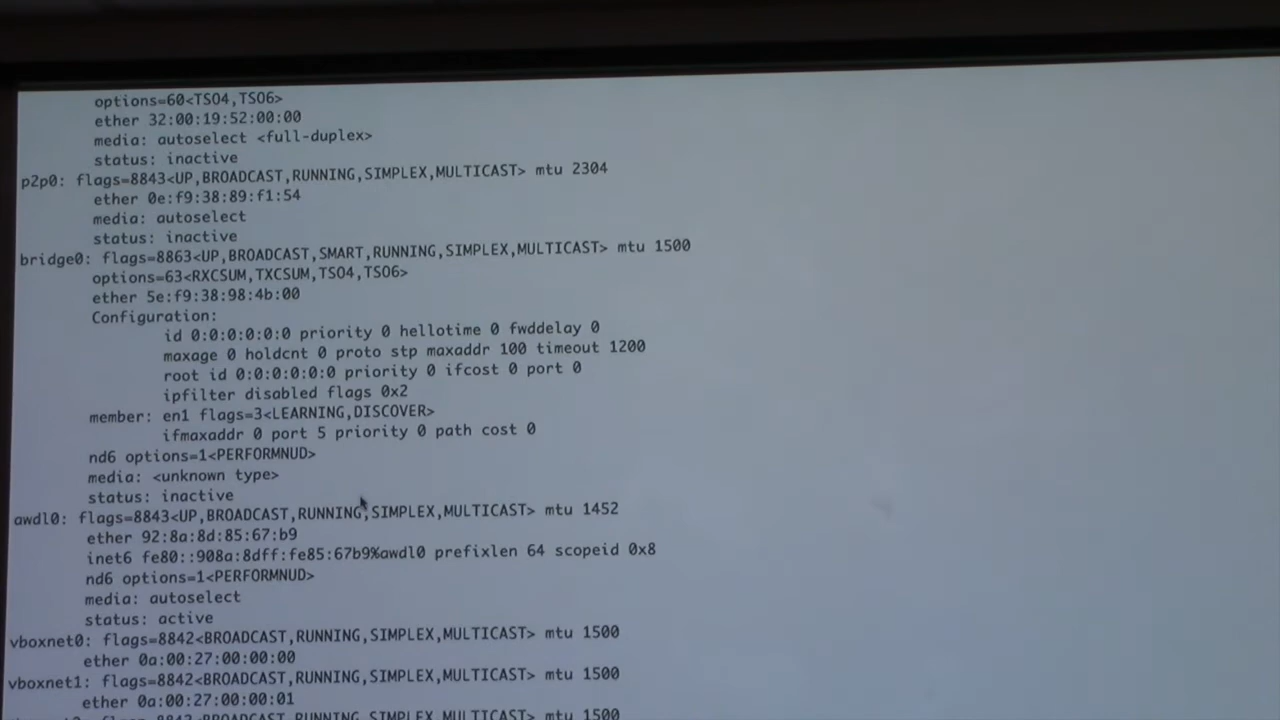 options=60<TSO4,TSO6>
ether 32:00:19:52:00:00
media: autoselect <full-duplex>
status: inactive
p2p0: flags=8843<UP,BROADCAST,RUNNING,SIMPLEX,MULTICAST> mtu 2304
ether 0e:f9:38:89:f1:54
media: autoselect
status: inactive
bridge0: flags=8863<UP,BROADCAST,SMART,RUNNING,SIMPLEX,MULTICAST> mtu 1500
options=63<RXCSUM,TXCSUM,TSO4,TSO6>
ether 5e:f9:38:98:4b:00
Configuration:
id 0:0:0:0:0:0 priority 0 hellotime 0 fwddelay 0
maxage 0 holdcnt 0 proto stp maxaddr 100 timeout 1200
root id 0:0:0:0:0:0 priority 0 ifcost 0 port 0
ipfilter disabled flags 0x2
member: en1 flags=3<LEARNING,DISCOVER>
ifmaxaddr 0 port 5 priority 0 path cost 0
nd6 options=1<PERFORMNUD>
media: <unknown type>
status: inactive
awdl0: flags=8843<UP,BROADCAST,RUNNING,SIMPLEX,MULTICAST> mtu 1452
ether 92:8a:8d:85:67:b9
inet6 fe80::908a:8dff:fe85:67b9%awdl0 prefixlen 64 scopeid 0x8
nd6 options=1<PERFORMNUD>
media: autoselect
status: active
vboxnet0: flags=8842<BROADCAST,RUNNING,SIMPLEX,MULTICAST> mtu 1500
ether 0a:00:27:00:00:00
vboxnet1: flags=8842<BROADCAST,RUNNING,SIMPLEX,MULTICAST> mtu 1500
ether 0a:00:27:00:00:01
flags=8842<BROADCAST,RUNNING,SIMPLEX,MULTICAST> mtu 1500